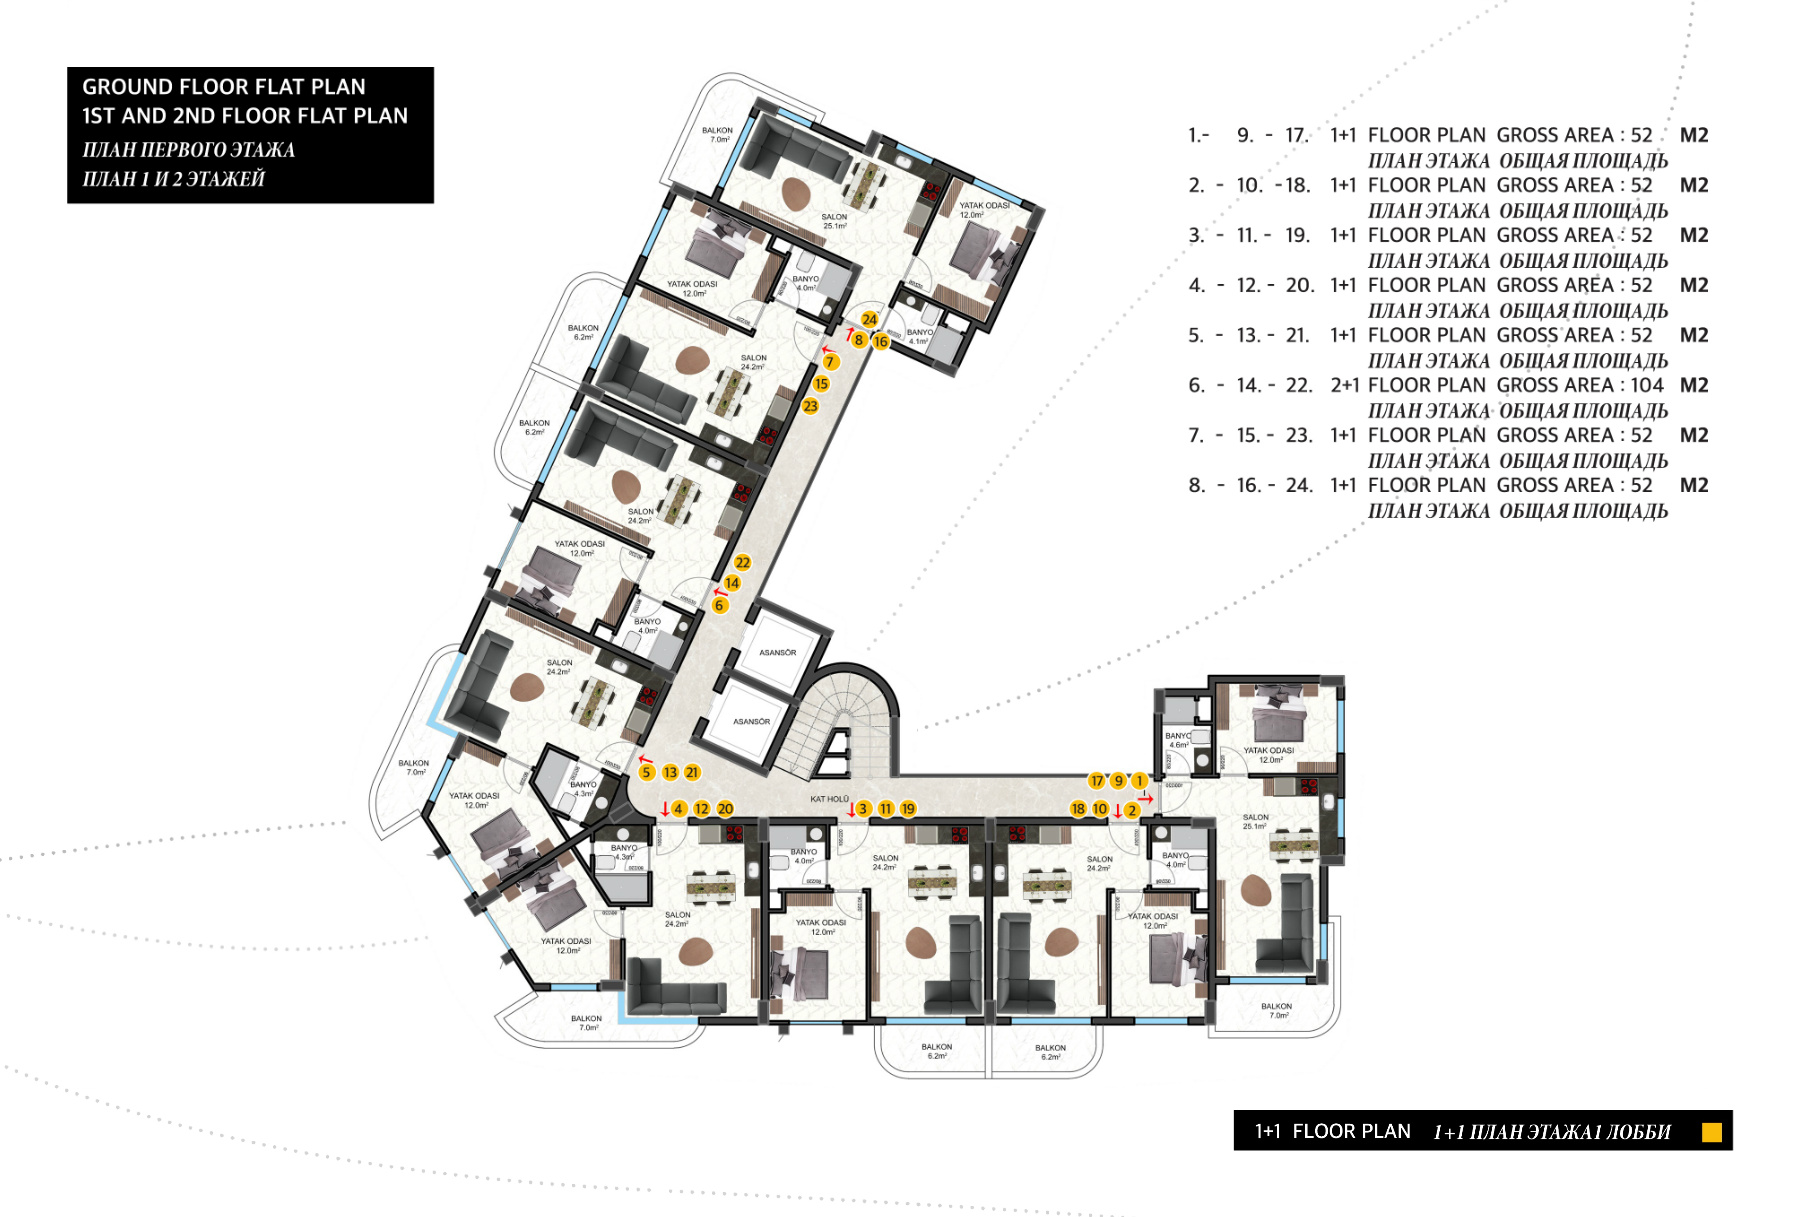 GROUND FLOOR FLAT PLAN
1ST AND 2ND FLOOR FLAT PLAN
ПЛАН ПЕРВОГО ЭТАЖА
ПЛАН 1 И 2 ЭТАЖЕЙ
1.- 9. - 17. 1+1 FLOOR PLAN GROSS AREA : 52 M2
ПЛАН ЭТАЖА ОБЩАЯ ПЛОЩАДЬ
2. - 10. -18. 1+1 FLOOR PLAN GROSS AREA : 52 M2
ПЛАН ЭТАЖА ОБЩАЯ ПЛОЩАДЬ
3. - 11. - 19. 1+1 FLOOR PLAN GROSS AREA : 52 M2
ПЛАН ЭТАЖА ОБЩАЯ ПЛОЩАДЬ
4. - 12. - 20. 1+1 FLOOR PLAN GROSS AREA : 52 M2
ПЛАН ЭТАЖА ОБЩАЯ ПЛОЩАДЬ
5. - 13. - 21. 1+1 FLOOR PLAN GROSS AREA : 52 M2
ПЛАН ЭТАЖА ОБЩАЯ ПЛОЩАДЬ
6. - 14. - 22. 2+1 FLOOR PLAN GROSS AREA : 104 M2
ПЛАН ЭТАЖА ОБЩАЯ ПЛОЩАДЬ
7. - 15. - 23. 1+1 FLOOR PLAN GROSS AREA : 52 M2
ПЛАН ЭТАЖА ОБЩАЯ ПЛОЩАДЬ
8. - 16. - 24. 1+1 FLOOR PLAN GROSS AREA : 52 M2
ПЛАН ЭТАЖА ОБЩАЯ ПЛОЩАДЬ
BALKON
7.0m²
SALON
25.1m²
YATAK ODASI
12.0m²
YATAK ODASI
12.0m²
BANYO
4.0m²
BANYO
4.1m²
24
8 16
7
15
23
BALKON
6.2m²
SALON
24.2m²
BALKON
6.2m²
SALON
24.2m²
YATAK ODASI
12.0m²
BANYO
4.0m²
22
14
6
ASANSÖR
ASANSÖR
SALON
24.2m²
BALKON
7.0m²
YATAK ODASI
12.0m²
BANYO
4.3m²
5 13 21
4 12 20
KAT HOLÜ
3 11 19
17 9 1
18 10 2
BANYO
4.6m²
YATAK ODASI
12.0m²
SALON
25.1m²
BANYO
4.3m²
YATAK ODASI
12.0m²
SALON
24.2m²
BANYO
4.0m²
YATAK ODASI
12.0m²
SALON
24.2m²
SALON
24.2m²
BANYO
4.0m²
YATAK ODASI
12.0m²
BALKON
7.0m²
BALKON
6.2m²
BALKON
6.2m²
BALKON
7.0m²
1+1 FLOOR PLAN 1+1 ПЛАН ЭТАЖА1 ЛОББИ